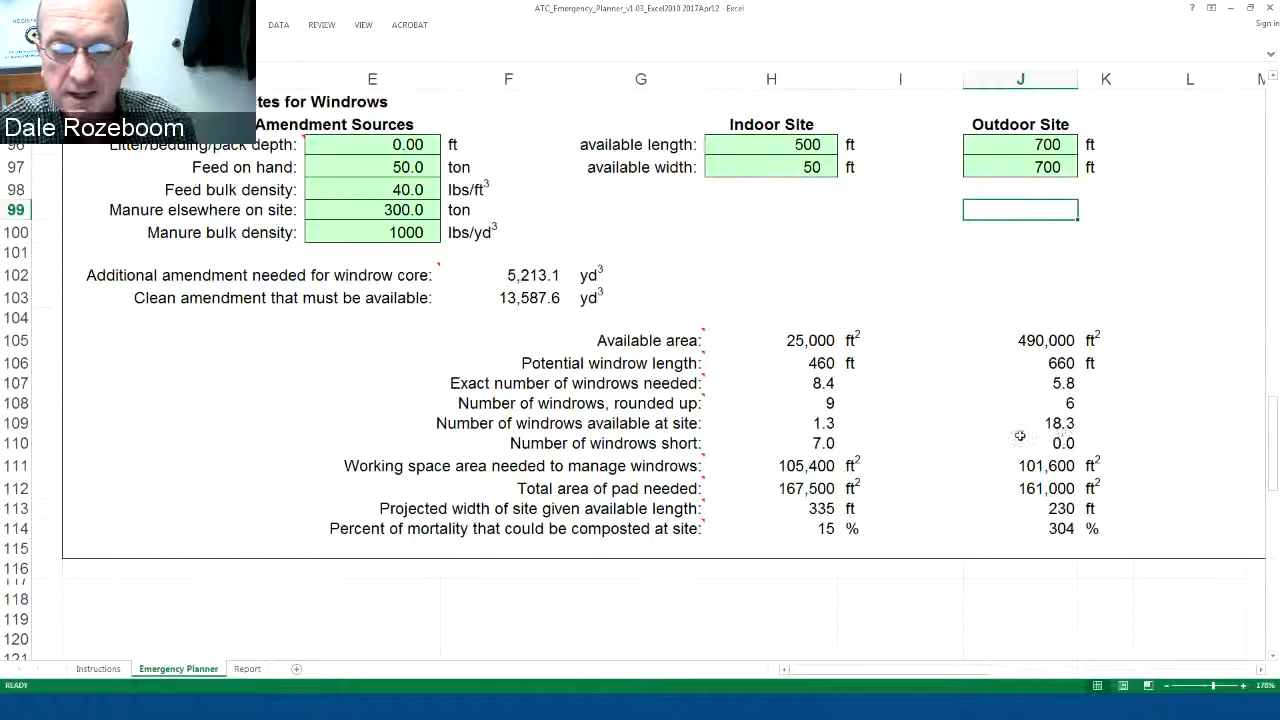 ATC_Emergency_Planner_v1.03_Excel2010 2017Apr12 - Excel
Sign in
DATA REVIEW VIEW ACROBAT
E F G H I J K L
Dale Rozeboom
tes for Windrows
Amendment Sources Indoor Site Outdoor Site
96 Litter/bedding/pack depth: 0.00 ft available length: 500 ft 700 ft
97 Feed on hand: 50.0 ton available width: 50 ft 700 ft
98 Feed bulk density: 40.0 lbs/ft³
99 Manure elsewhere on site: 300.0 ton
100 Manure bulk density: 1000 lbs/yd³
101
102 Additional amendment needed for windrow core: 5,213.1 yd³
103 Clean amendment that must be available: 13,587.6 yd³
104
105 Available area: 25,000 ft² 490,000 ft²
106 Potential windrow length: 460 ft 660 ft
107 Exact number of windrows needed: 8.4 5.8
108 Number of windrows, rounded up: 9 6
109 Number of windrows available at site: 1.3 18.3
110 Number of windrows short: 7.0 0.0
111 Working space area needed to manage windrows: 105,400 ft² 101,600 ft²
112 Total area of pad needed: 167,500 ft² 161,000 ft²
113 Projected width of site given available length: 335 ft 230 ft
114 Percent of mortality that could be composted at site: 15 % 304 %
115
116
117
118
119
120
121
Instructions Emergency Planner Report
READY 178%